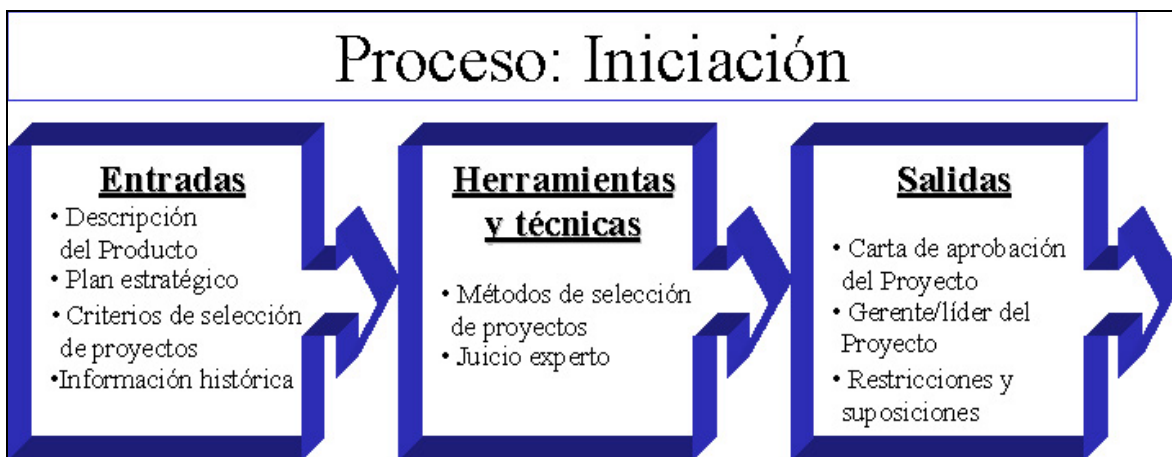 Proceso: Iniciación
Entradas
• Descripción
del Producto
• Plan estratégico
• Criterios de selección
de proyectos
•Información histórica
Herramientas
y técnicas
• Métodos de selección
de proyectos
• Juicio experto
Salidas
• Carta de aprobación
del Proyecto
• Gerente/líder del
Proyecto
• Restricciones y
suposiciones